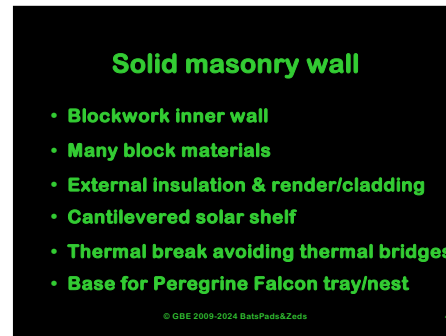 Solid masonry wall
• Blockwork inner wall
• Many block materials
• External insulation & render/cladding
• Cantilevered solar shelf
• Thermal break avoiding thermal bridges
• Base for Peregrine Falcon tray/nest
© GBE 2009-2024 BatsPads&Zeds